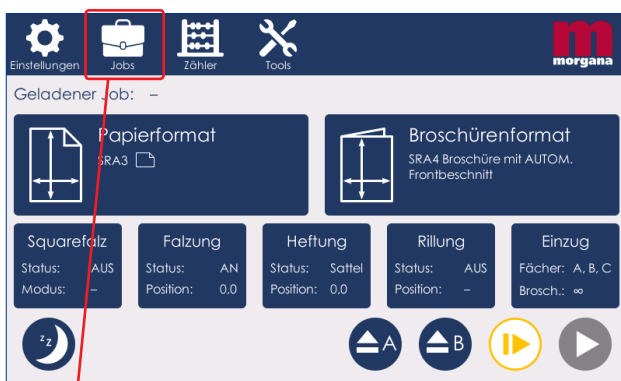 Einstellungen
Jobs
Zähler
Tools
morgana
Geladener Job: –
Papierformat
SRA3
Broschürenformat
SRA4 Broschüre mit AUTOM.
Frontbeschnitt
Squarefalz
Status: AUS
Modus: –
Falzung
Status: AN
Position: 0,0
Heftung
Status: Sattel
Position: 0,0
Rillung
Status: AUS
Position: –
Einzug
Fächer: A, B, C
Brosch.: ∞
zz
A
B